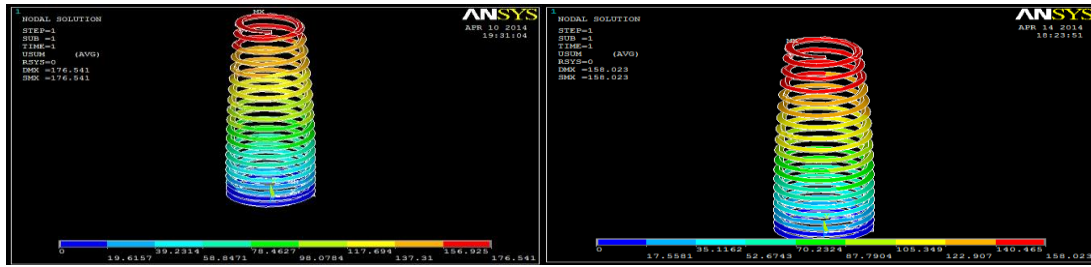 1
NODAL SOLUTION
STEP=1
SUB =1
TIME=1
USUM (AVG)
RSYS=0
DMX =176.541
SMX =176.541
ANSYS
APR 10 2014
19:31:04
MX
0 39.2314 78.4627 117.694 156.925
19.6157 58.8471 98.0784 137.31 176.541
1
NODAL SOLUTION
STEP=1
SUB =1
TIME=1
USUM (AVG)
RSYS=0
DMX =158.023
SMX =158.023
ANSYS
APR 14 2014
18:23:51
MX
0 35.1162 70.2324 105.349 140.465
17.5581 52.6743 87.7904 122.907 158.023